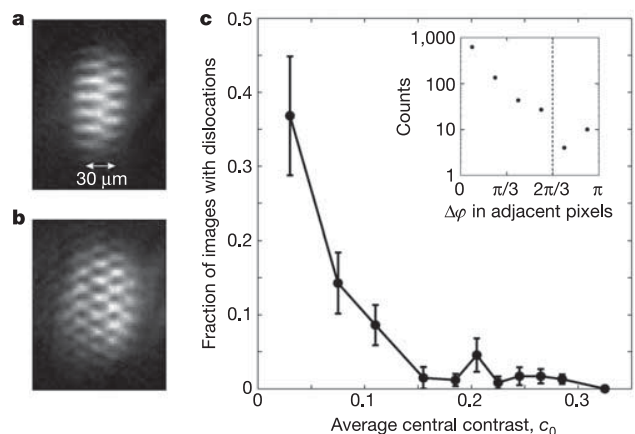 a
30 μm
b
c
Fraction of images with dislocations
0.5
0.4
0.3
0.2
0.1
0
0
0.1
0.2
0.3
Average central contrast, c₀
Counts
1,000
100
10
1
0
π/3
2π/3
π
Δφ in adjacent pixels